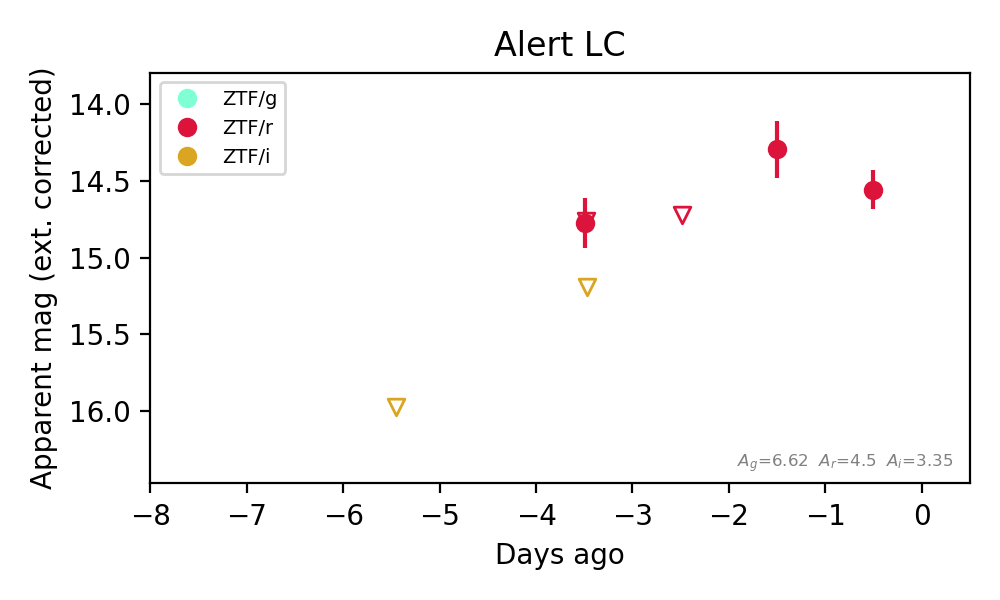 Alert LC
Apparent mag (ext. corrected)
14.0
14.5
15.0
15.5
16.0
ZTF/g
ZTF/r
ZTF/i
A_g=6.62 A_r=4.5 A_i=3.35
−8 −7 −6 −5 −4 −3 −2 −1 0
Days ago